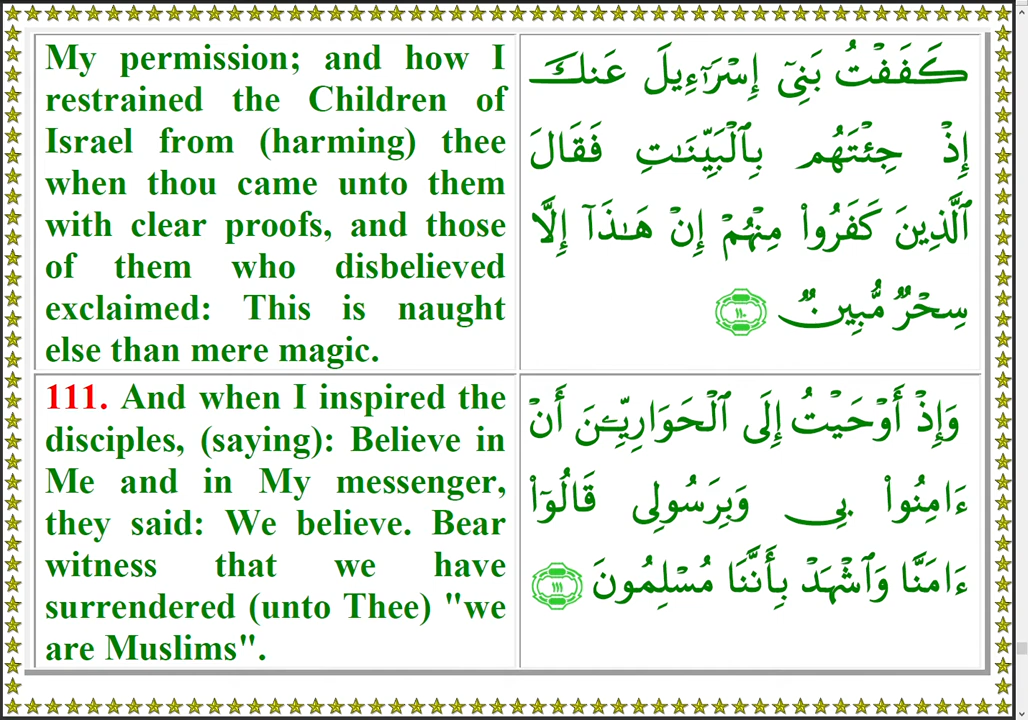 My permission; and how I
restrained the Children of
Israel from (harming) thee
when thou came unto them
with clear proofs, and those
of them who disbelieved
exclaimed: This is naught
else than mere magic.
كَفَفۡتُ بَنِيٓ إِسۡرَـٰٓءِيلَ عَنكَ
إِذۡ جِئۡتَهُم بِٱلۡبَيِّنَـٰتِ فَقَالَ
ٱلَّذِينَ كَفَرُواْ مِنۡهُمۡ إِنۡ هَـٰذَآ إِلَّا
سِحۡرٌ مُّبِينٌ ١١٠
111. And when I inspired the
disciples, (saying): Believe in
Me and in My messenger,
they said: We believe. Bear
witness that we have
surrendered (unto Thee) "we
are Muslims".
وَإِذۡ أَوۡحَيۡتُ إِلَى ٱلۡحَوَارِيِّـۧنَ أَنۡ
ءَامِنُواْ بِي وَبِرَسُولِي قَالُوٓاْ
ءَامَنَّا وَٱشۡهَدۡ بِأَنَّنَا مُسۡلِمُونَ ١١١